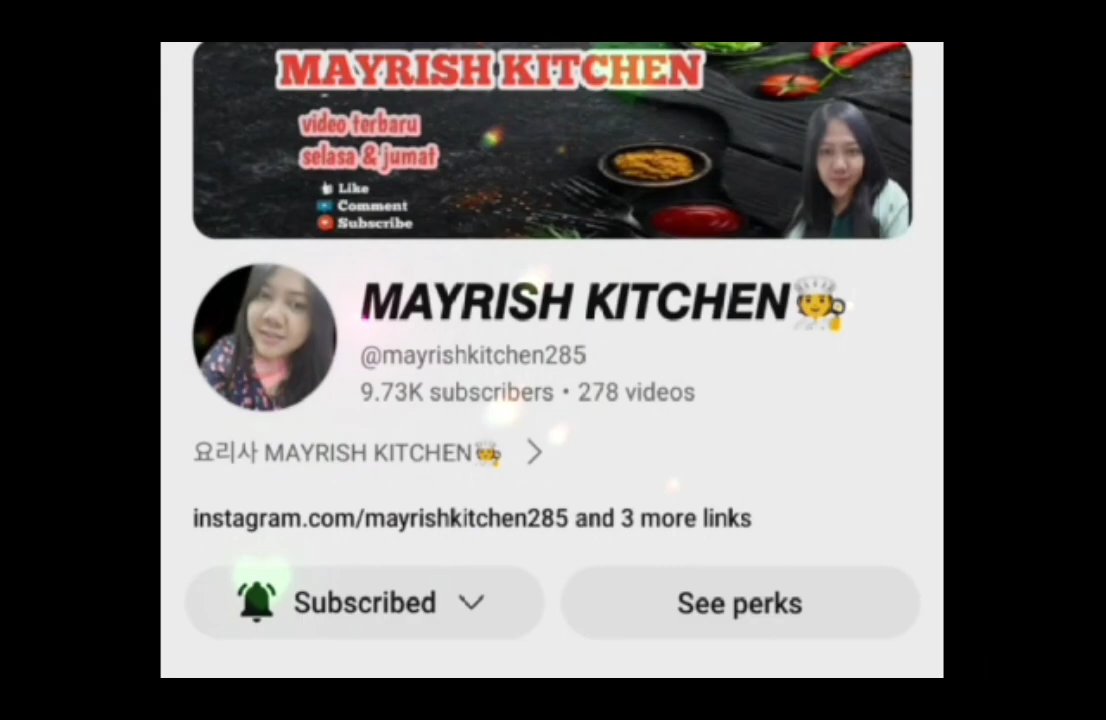 MAYRISH KITCHEN
video terbaru
selasa & jumat
Like
Comment
Subscribe
MAYRISH KITCHEN🧑‍🍳
@mayrishkitchen285
9.73K subscribers • 278 videos
요리사 MAYRISH KITCHEN🧑‍🍳
instagram.com/mayrishkitchen285 and 3 more links
Subscribed
See perks